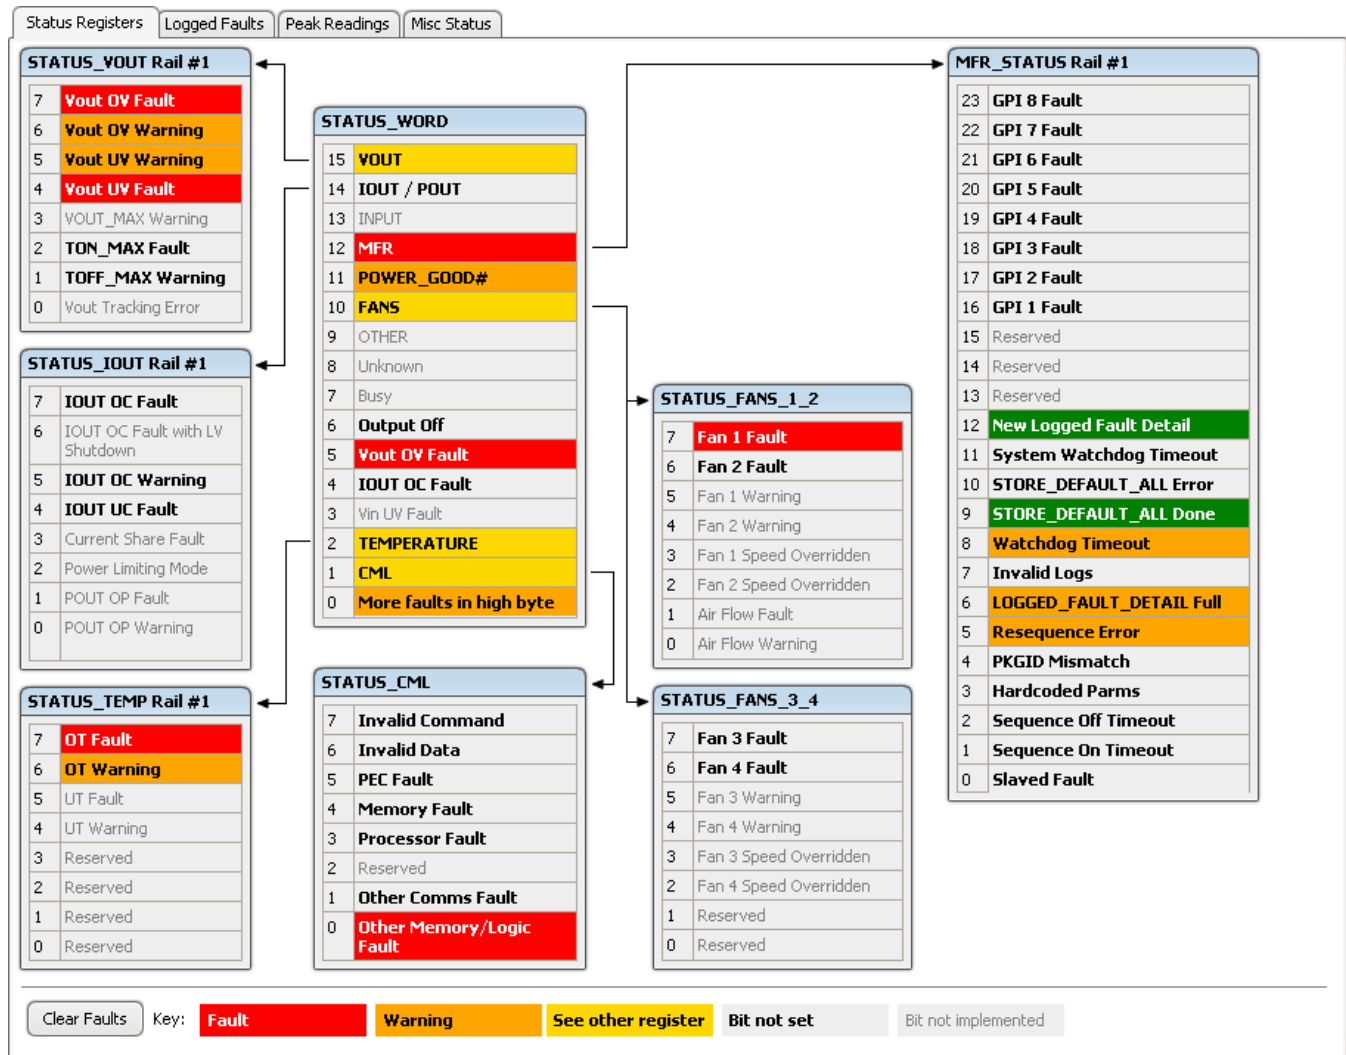 Status Registers
Logged Faults
Peak Readings
Misc Status
STATUS_VOUT Rail #1
7 Vout OV Fault
6 Vout OV Warning
5 Vout UV Warning
4 Vout UV Fault
3 VOUT_MAX Warning
2 TON_MAX Fault
1 TOFF_MAX Warning
0 Vout Tracking Error
STATUS_IOUT Rail #1
7 IOUT OC Fault
6 IOUT OC Fault with LV
Shutdown
5 IOUT OC Warning
4 IOUT UC Fault
3 Current Share Fault
2 Power Limiting Mode
1 POUT OP Fault
0 POUT OP Warning
STATUS_TEMP Rail #1
7 OT Fault
6 OT Warning
5 UT Fault
4 UT Warning
3 Reserved
2 Reserved
1 Reserved
0 Reserved
STATUS_WORD
15 VOUT
14 IOUT / POUT
13 INPUT
12 MFR
11 POWER_GOOD#
10 FANS
9 OTHER
8 Unknown
7 Busy
6 Output Off
5 Vout OV Fault
4 IOUT OC Fault
3 Vin UV Fault
2 TEMPERATURE
1 CML
0 More faults in high byte
STATUS_CML
7 Invalid Command
6 Invalid Data
5 PEC Fault
4 Memory Fault
3 Processor Fault
2 Reserved
1 Other Comms Fault
0 Other Memory/Logic
Fault
STATUS_FANS_1_2
7 Fan 1 Fault
6 Fan 2 Fault
5 Fan 1 Warning
4 Fan 2 Warning
3 Fan 1 Speed Overridden
2 Fan 2 Speed Overridden
1 Air Flow Fault
0 Air Flow Warning
STATUS_FANS_3_4
7 Fan 3 Fault
6 Fan 4 Fault
5 Fan 3 Warning
4 Fan 4 Warning
3 Fan 3 Speed Overridden
2 Fan 4 Speed Overridden
1 Reserved
0 Reserved
MFR_STATUS Rail #1
23 GPI 8 Fault
22 GPI 7 Fault
21 GPI 6 Fault
20 GPI 5 Fault
19 GPI 4 Fault
18 GPI 3 Fault
17 GPI 2 Fault
16 GPI 1 Fault
15 Reserved
14 Reserved
13 Reserved
12 New Logged Fault Detail
11 System Watchdog Timeout
10 STORE_DEFAULT_ALL Error
9 STORE_DEFAULT_ALL Done
8 Watchdog Timeout
7 Invalid Logs
6 LOGGED_FAULT_DETAIL Full
5 Resequence Error
4 PKGID Mismatch
3 Hardcoded Parms
2 Sequence Off Timeout
1 Sequence On Timeout
0 Slaved Fault
Clear Faults
Key:
Fault
Warning
See other register
Bit not set
Bit not implemented